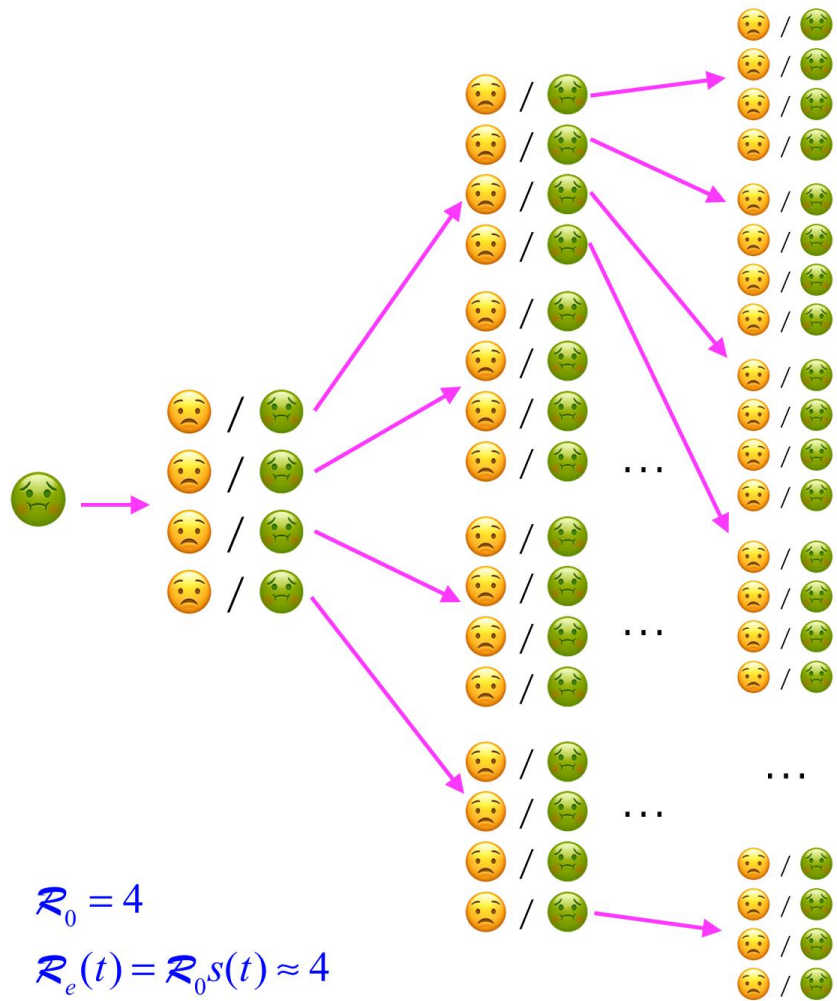 ℛ₀ = 4
ℛₑ(t) = ℛ₀s(t) ≈ 4